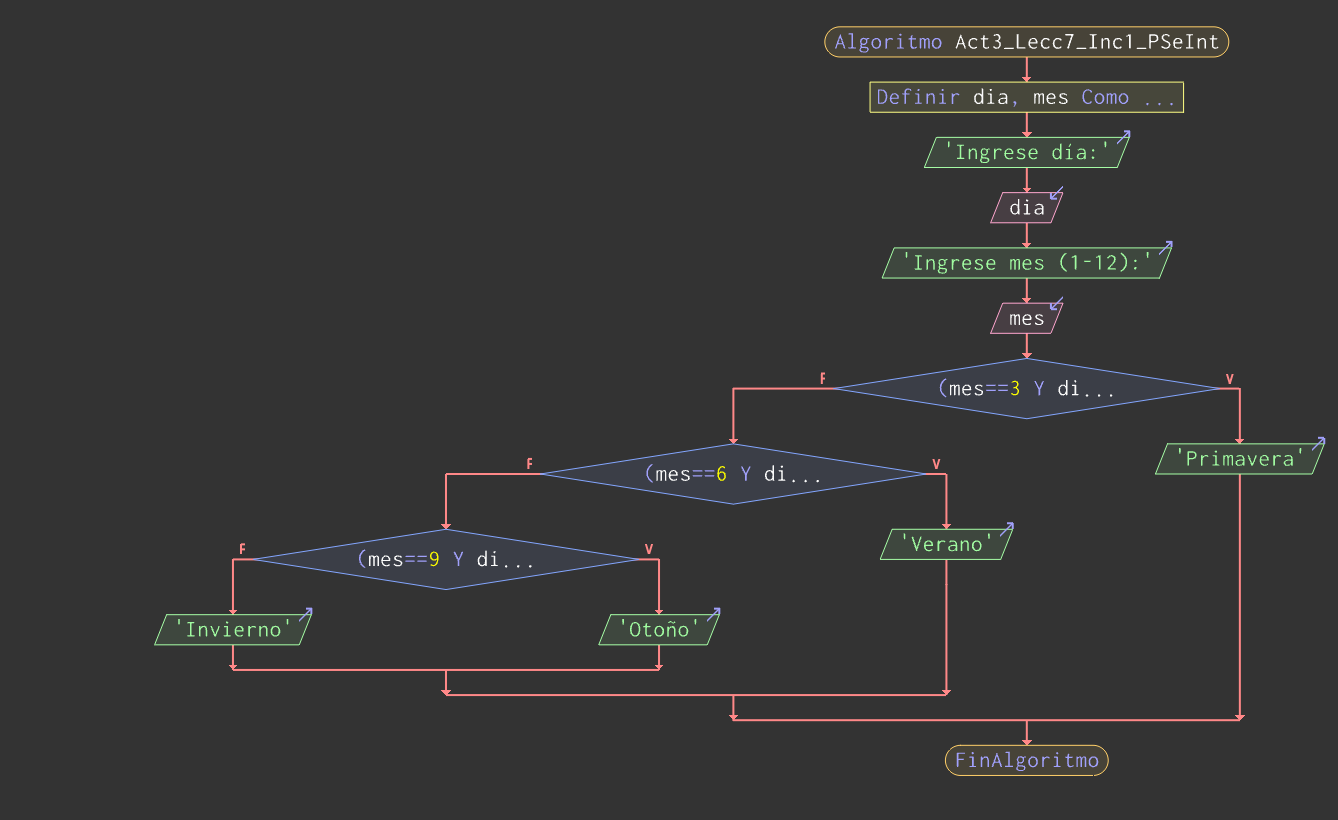 Algoritmo Act3_Lecc7_Inc1_PSeInt
Definir dia, mes Como ...
'Ingrese día:'
dia
'Ingrese mes (1-12):'
mes
F
(mes==3 Y di...
V
F
(mes==6 Y di...
V
'Primavera'
F
(mes==9 Y di...
V
'Verano'
'Invierno'
'Otoño'
FinAlgoritmo